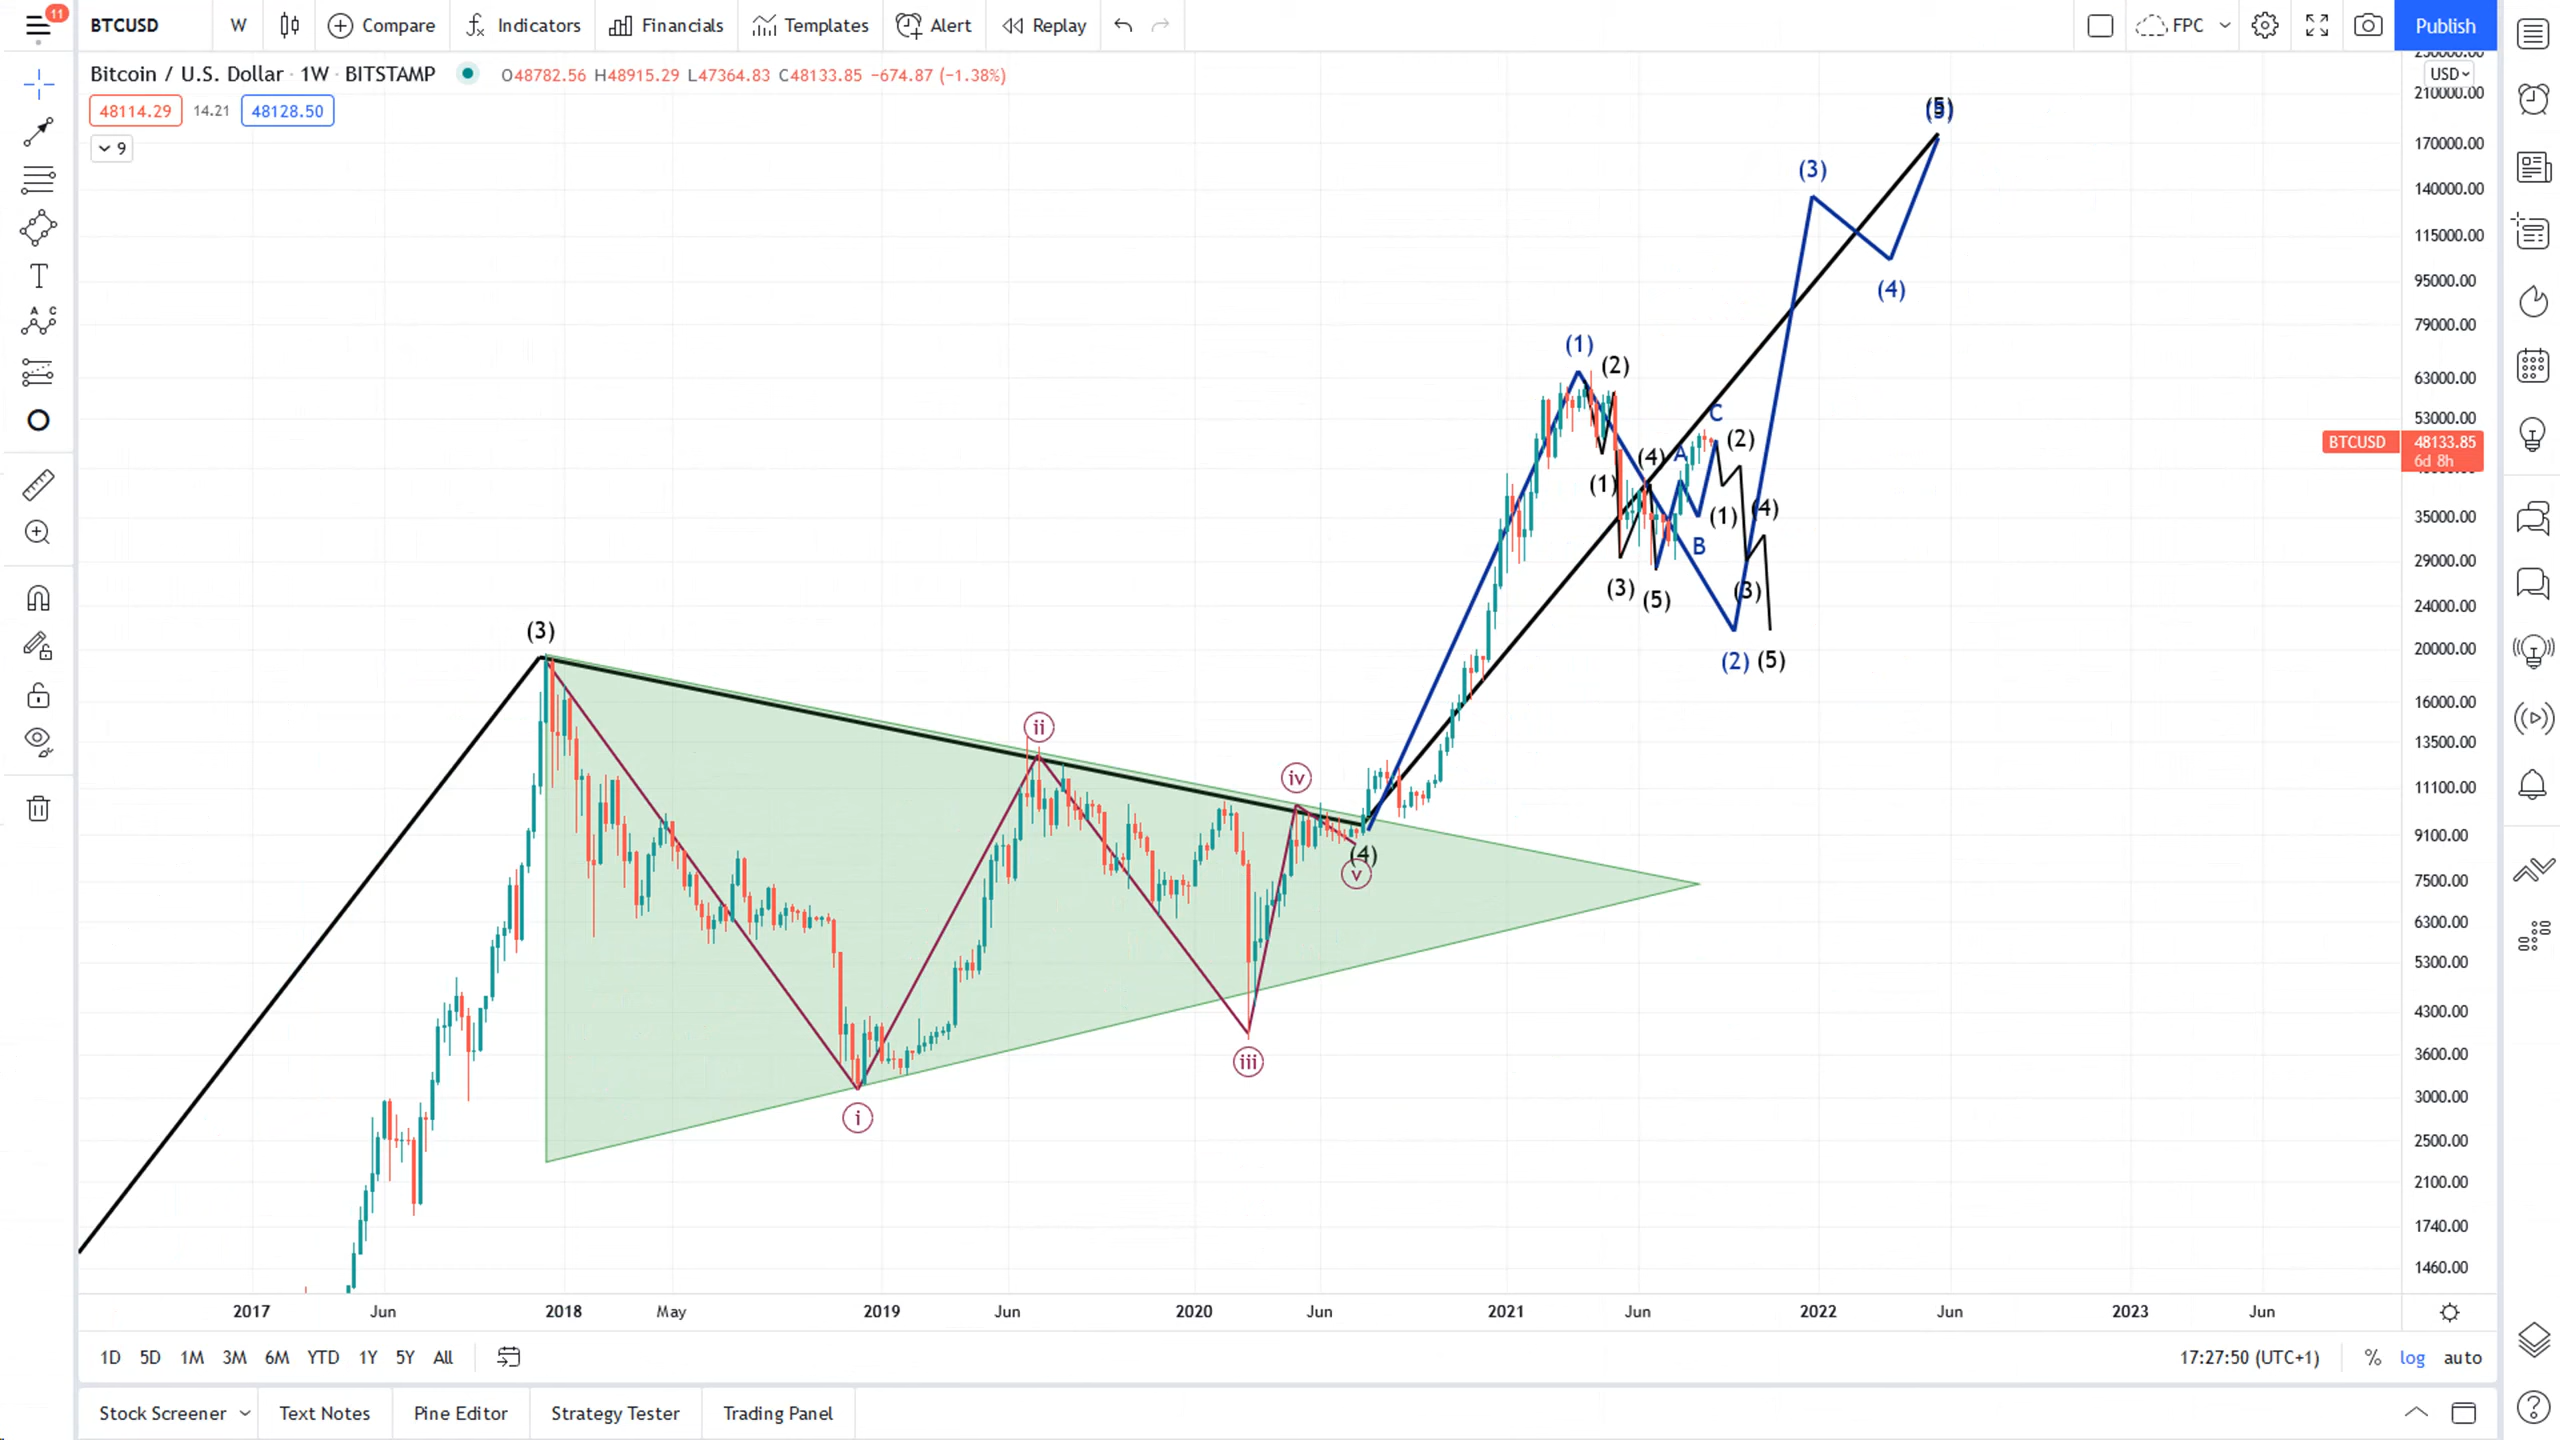 11
BTCUSD W Compare Indicators Financials Templates Alert Replay FPC Publish
Bitcoin / U.S. Dollar · 1W · BITSTAMP O48782.56 H48915.29 L47364.83 C48133.85 −674.87 (−1.38%)
USD
48114.29 14.21 48128.50
9
210000.00
170000.00
140000.00
115000.00
95000.00
79000.00
63000.00
53000.00
BTCUSD 48133.85
6d 8h
35000.00
29000.00
24000.00
20000.00
16000.00
13500.00
11100.00
9100.00
7500.00
6300.00
5300.00
4300.00
3600.00
3000.00
2500.00
2100.00
1740.00
1460.00
(5)
(3)
(4)
(1)
(2)
C
(2)
(4)
A
(1)
(4)
(1)
B
(3)
(5)
(3)
(2)
(5)
(3)
ii
iv
(4)
v
iii
i
2017 Jun 2018 May 2019 Jun 2020 Jun 2021 Jun 2022 Jun 2023 Jun
1D 5D 1M 3M 6M YTD 1Y 5Y All 17:27:50 (UTC+1) % log auto
Stock Screener Text Notes Pine Editor Strategy Tester Trading Panel